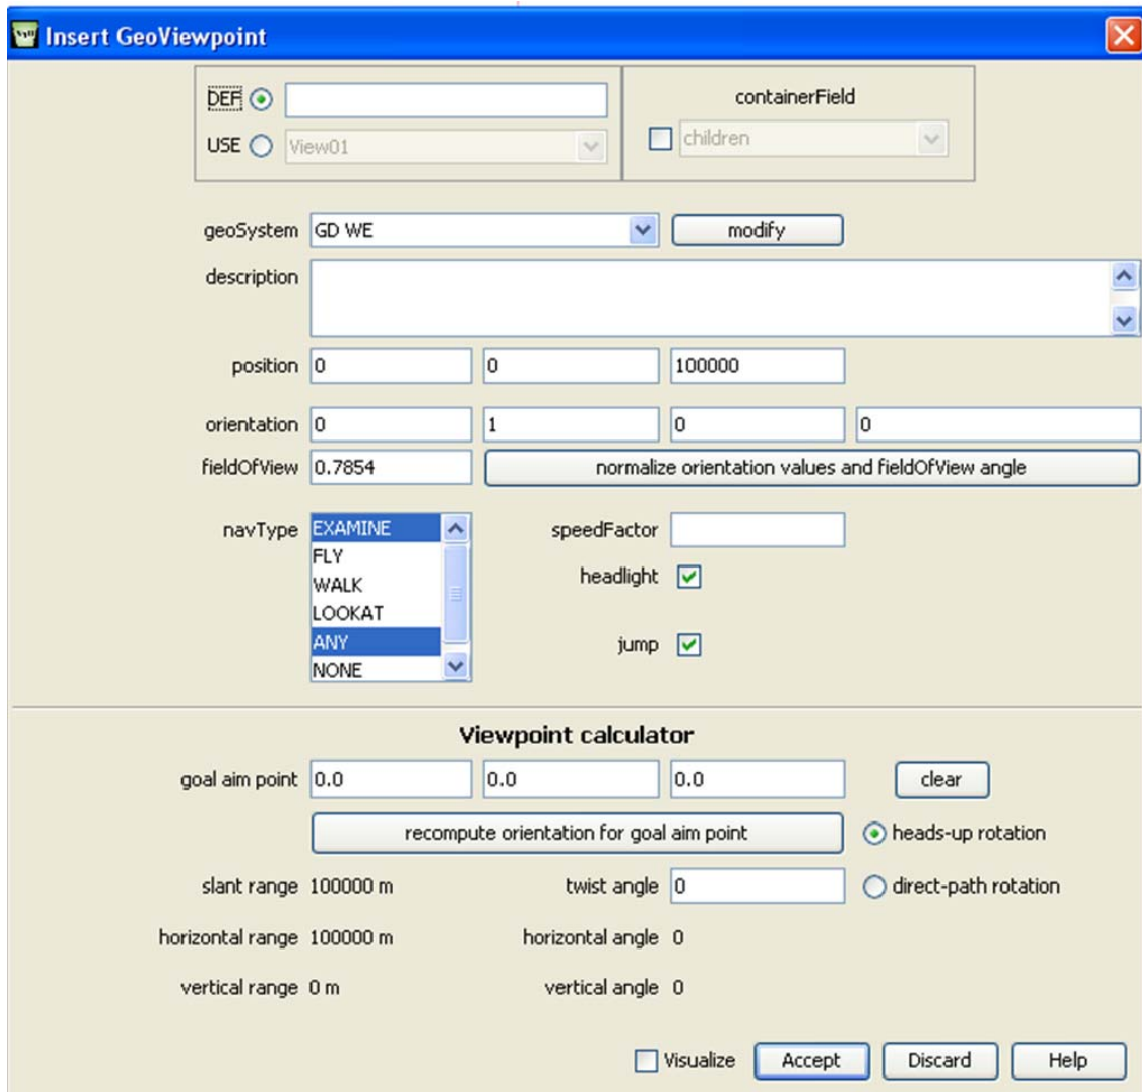 Insert GeoViewpoint
DEF
containerField
USE View01
children
geoSystem GD WE modify
description
position 0 0 100000
orientation 0 1 0 0
fieldOfView 0.7854 normalize orientation values and fieldOfView angle
navType EXAMINE speedFactor
FLY
headlight
WALK
LOOKAT
ANY jump
NONE
Viewpoint calculator
goal aim point 0.0 0.0 0.0 clear
recompute orientation for goal aim point heads-up rotation
slant range 100000 m twist angle 0 direct-path rotation
horizontal range 100000 m horizontal angle 0
vertical range 0 m vertical angle 0
Visualize Accept Discard Help